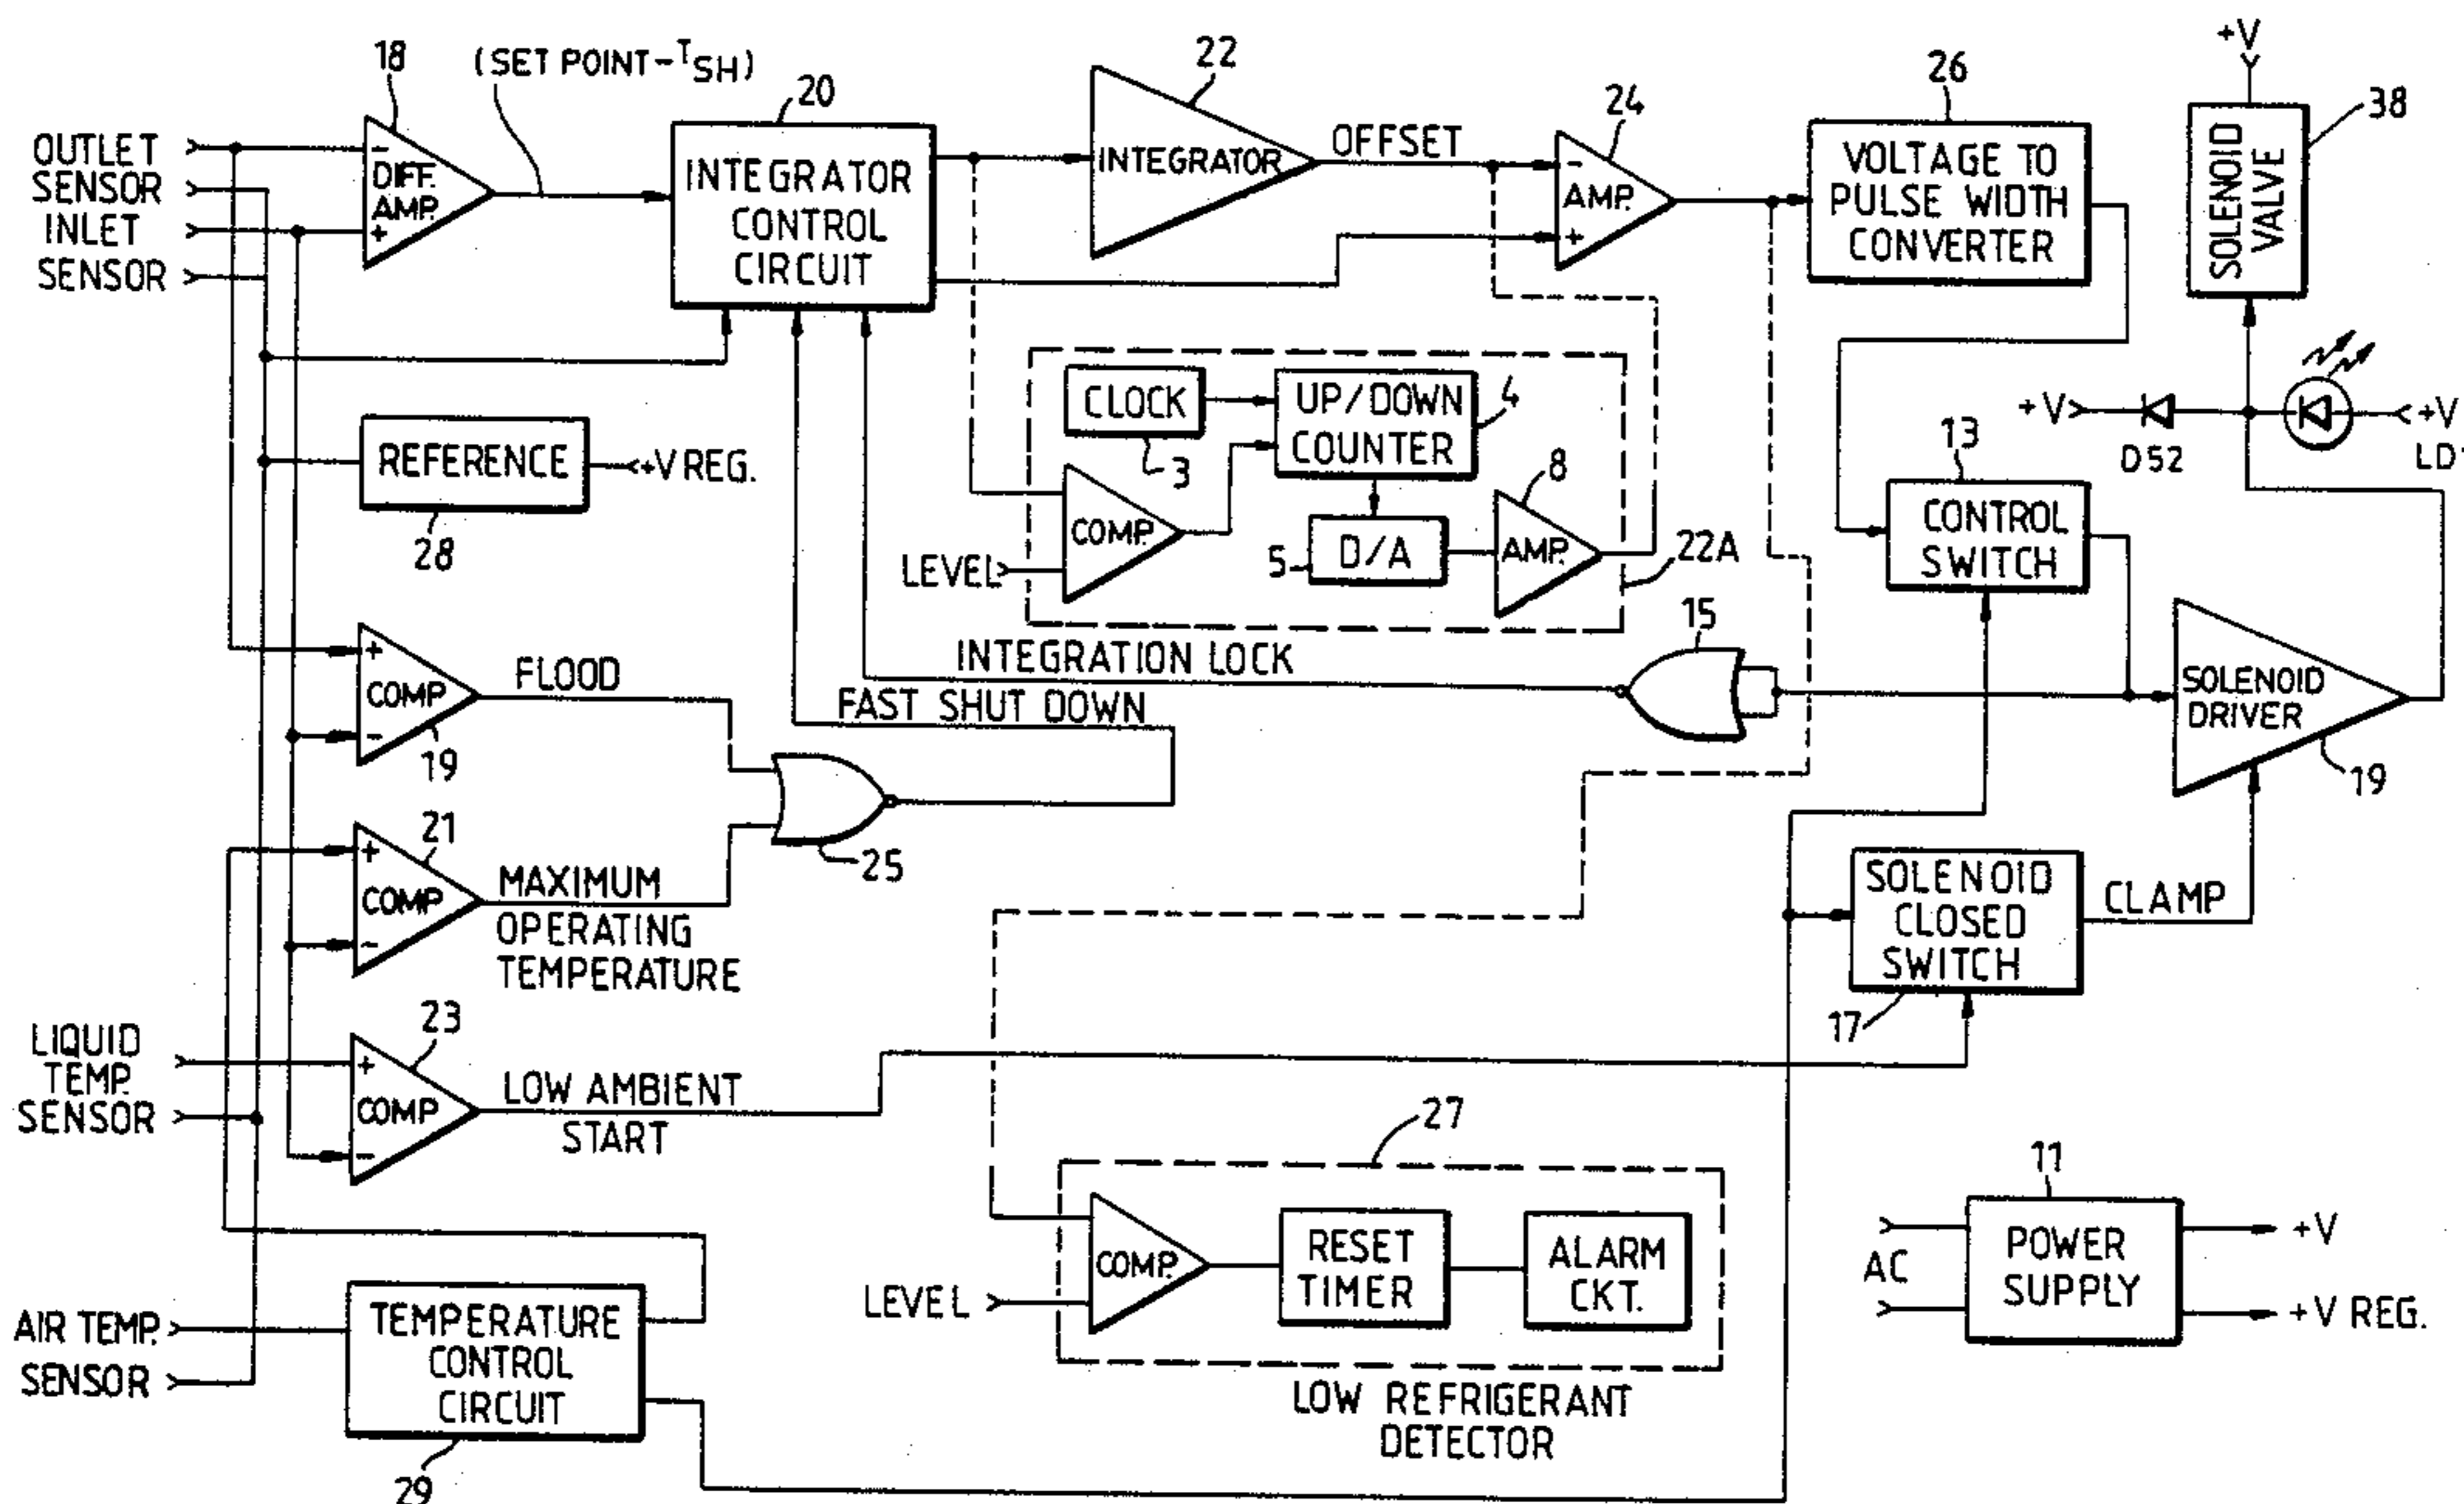 18
(SET POINT-TSH)
20
22
24
26
+V
38
OUTLET
SENSOR
INLET
SENSOR
-
DIFF.
AMP.
+
INTEGRATOR
CONTROL
CIRCUIT
INTEGRATOR
OFFSET
-
AMP.
+
VOLTAGE TO
PULSE WIDTH
CONVERTER
SOLENOID
VALVE
REFERENCE
+V REG.
28
CLOCK
3
UP/DOWN
COUNTER
4
COMP.
LEVEL
5
D/A
8
AMP.
22A
+V
D52
+V
LD1
13
CONTROL
SWITCH
15
INTEGRATION LOCK
FAST SHUT DOWN
SOLENOID
DRIVER
19
+
COMP
-
19
FLOOD
21
+
COMP
-
MAXIMUM
OPERATING
TEMPERATURE
25
SOLENOID
CLOSED
SWITCH
17
CLAMP
LIQUID
TEMP.
SENSOR
23
+
COMP
-
LOW AMBIENT
START
27
COMP.
LEVEL
RESET
TIMER
ALARM
CKT.
LOW REFRIGERANT
DETECTOR
11
AC
POWER
SUPPLY
+V
+V REG.
AIR TEMP.
SENSOR
TEMPERATURE
CONTROL
CIRCUIT
29